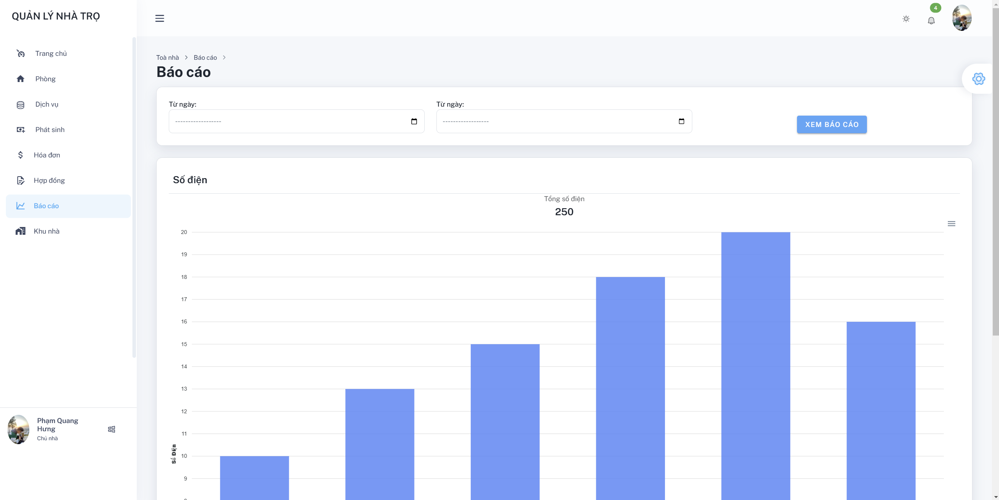 QUẢN LÝ NHÀ TRỌ
4
Trang chủ
Phòng
Dịch vụ
Phát sinh
Hóa đơn
Hợp đồng
Báo cáo
Khu nhà
Phạm Quang
Hưng
Chủ nhà
Toà nhà > Báo cáo >
Báo cáo
Từ ngày:
------------------
Từ ngày:
------------------
XEM BÁO CÁO
Số điện
Tổng số điện
250
20
19
18
17
16
15
14
13
12
11
10
9
Số Điện